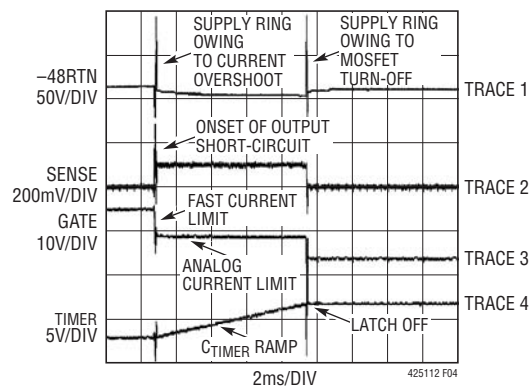 SUPPLY RING
OWING
TO CURRENT
OVERSHOOT
SUPPLY RING
OWING TO
MOSFET
TURN-OFF
–48RTN
50V/DIV
TRACE 1
ONSET OF OUTPUT
SHORT-CIRCUIT
SENSE
200mV/DIV
TRACE 2
GATE
10V/DIV
FAST CURRENT
LIMIT
TRACE 3
ANALOG
CURRENT LIMIT
TRACE 4
TIMER
5V/DIV
LATCH OFF
CTIMER RAMP
2ms/DIV
425112 F04